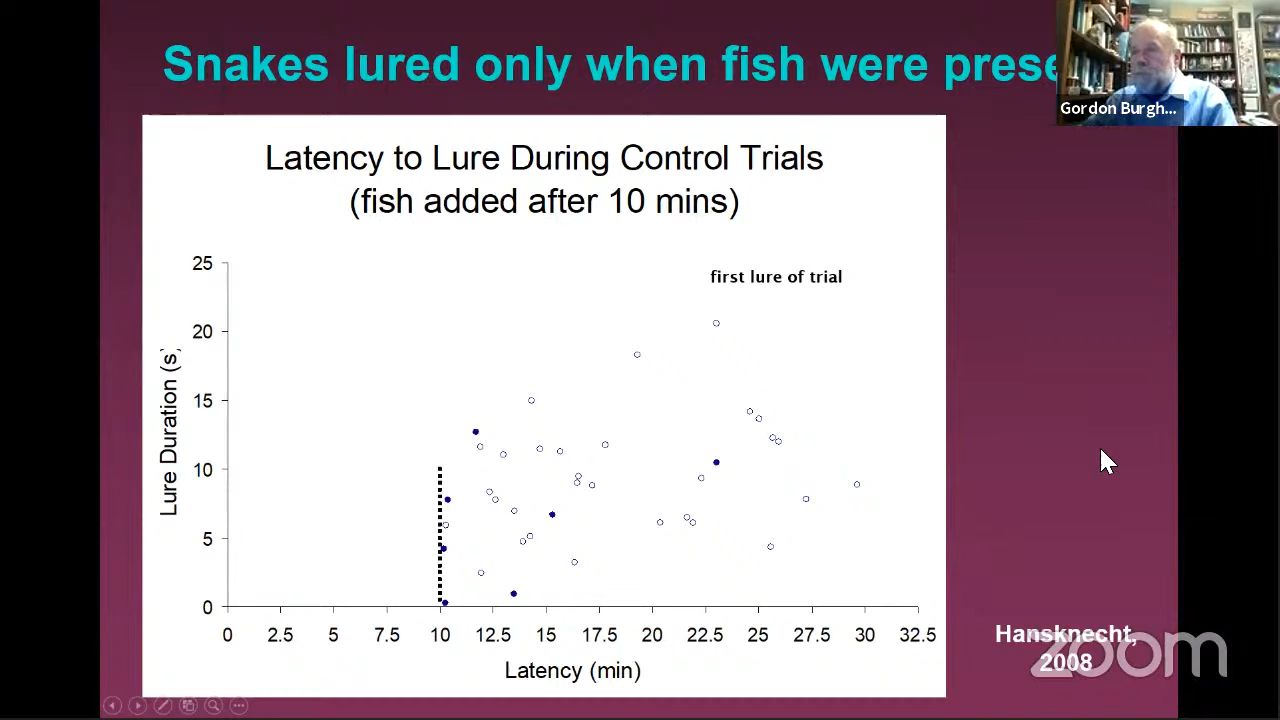 Snakes lured only when fish were prese
Gordon Burgh...
Latency to Lure During Control Trials
(fish added after 10 mins)
first lure of trial
25
20
15
10
5
0
Lure Duration (s)
0 2.5 5 7.5 10 12.5 15 17.5 20 22.5 25 27.5 30 32.5
Latency (min)
Hansknecht,
2008
zoom